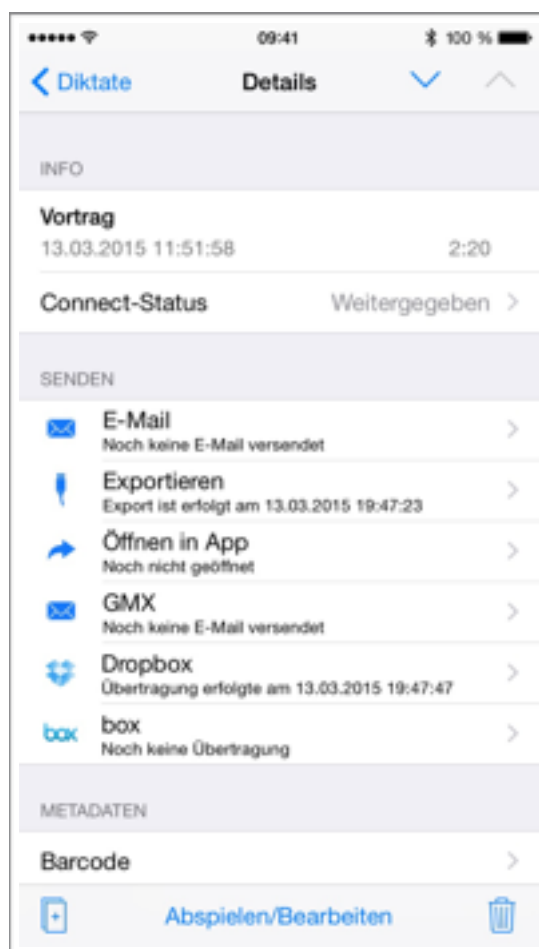 09:41 100 %
Diktate Details
INFO
Vortrag
13.03.2015 11:51:58 2:20
Connect-Status Weitergegeben
SENDEN
E-Mail
Noch keine E-Mail versendet
Exportieren
Export ist erfolgt am 13.03.2015 19:47:23
Öffnen in App
Noch nicht geöffnet
GMX
Noch keine E-Mail versendet
Dropbox
Übertragung erfolgte am 13.03.2015 19:47:47
box box
Noch keine Übertragung
METADATEN
Barcode
Abspielen/Bearbeiten